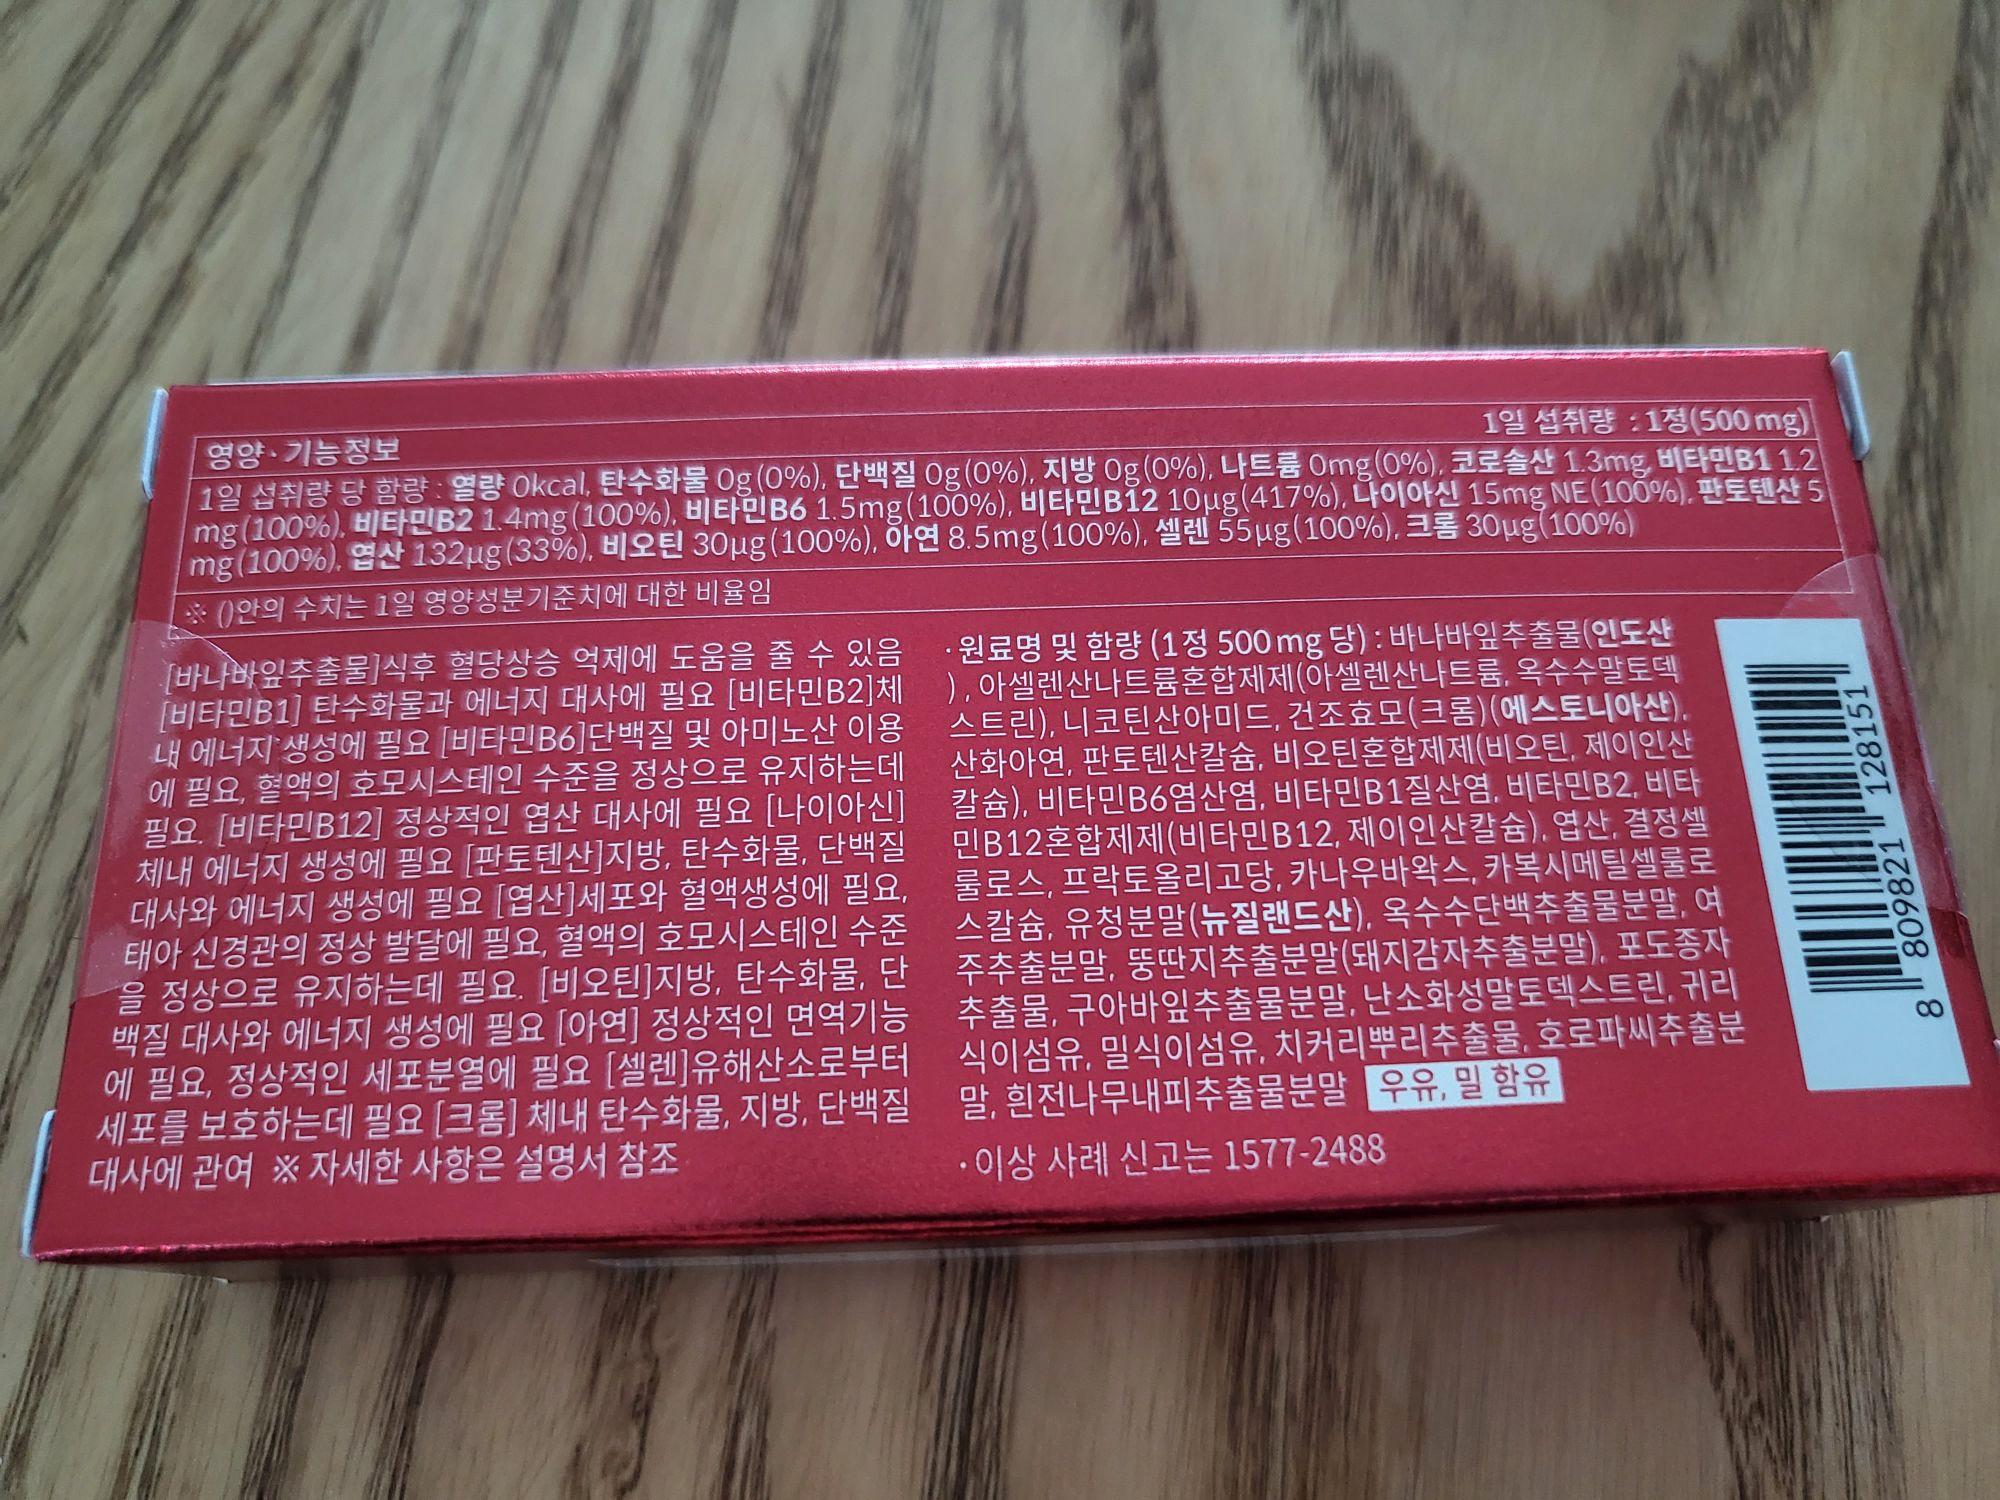 영양·기능정보
1일 섭취량 : 1정(500mg)
1일 섭취량 당 함량 : 열량 0kcal, 탄수화물 0g(0%), 단백질 0g(0%), 지방 0g(0%), 나트륨 0mg(0%), 코로솔산 1.3mg, 비타민B1 1.2
mg(100%), 비타민B2 1.4mg(100%), 비타민B6 1.5mg(100%), 비타민B12 10µg(417%), 나이아신 15mg NE(100%), 판토텐산 5
mg(100%), 엽산 132µg(33%), 비오틴 30µg(100%), 아연 8.5mg(100%), 셀렌 55µg(100%), 크롬 30µg(100%)
※ ()안의 수치는 1일 영양성분기준치에 대한 비율임
[바나바잎추출물]식후 혈당상승 억제에 도움을 줄 수 있음
[비타민B1] 탄수화물과 에너지 대사에 필요 [비타민B2]체
내 에너지 생성에 필요 [비타민B6]단백질 및 아미노산 이용
에 필요, 혈액의 호모시스테인 수준을 정상으로 유지하는데
필요. [비타민B12] 정상적인 엽산 대사에 필요 [나이아신]
체내 에너지 생성에 필요 [판토텐산]지방, 탄수화물, 단백질
대사와 에너지 생성에 필요 [엽산]세포와 혈액생성에 필요,
태아 신경관의 정상 발달에 필요, 혈액의 호모시스테인 수준
을 정상으로 유지하는데 필요. [비오틴]지방, 탄수화물, 단
백질 대사와 에너지 생성에 필요 [아연] 정상적인 면역기능
에 필요, 정상적인 세포분열에 필요 [셀렌]유해산소로부터
세포를 보호하는데 필요 [크롬] 체내 탄수화물, 지방, 단백질
대사에 관여 ※ 자세한 사항은 설명서 참조
·원료명 및 함량 (1정 500mg 당) : 바나바잎추출물(인도산
), 아셀렌산나트륨혼합제제(아셀렌산나트륨, 옥수수말토덱
스트린), 니코틴산아미드, 건조효모(크롬)(에스토니아산),
산화아연, 판토텐산칼슘, 비오틴혼합제제(비오틴, 제이인산
칼슘), 비타민B6염산염, 비타민B1질산염, 비타민B2, 비타
민B12혼합제제(비타민B12, 제이인산칼슘), 엽산, 결정셀
룰로스, 프락토올리고당, 카나우바왁스, 카복시메틸셀룰로
스칼슘, 유청분말(뉴질랜드산), 옥수수단백추출물분말, 여
주추출분말, 뚱딴지추출분말(돼지감자추출분말), 포도종자
추출물, 구아바잎추출물분말, 난소화성말토덱스트린, 귀리
식이섬유, 밀식이섬유, 치커리뿌리추출물, 호로파씨추출분
말, 흰전나무내피추출물분말 우유, 밀 함유
·이상 사례 신고는 1577-2488
8 809821 128151